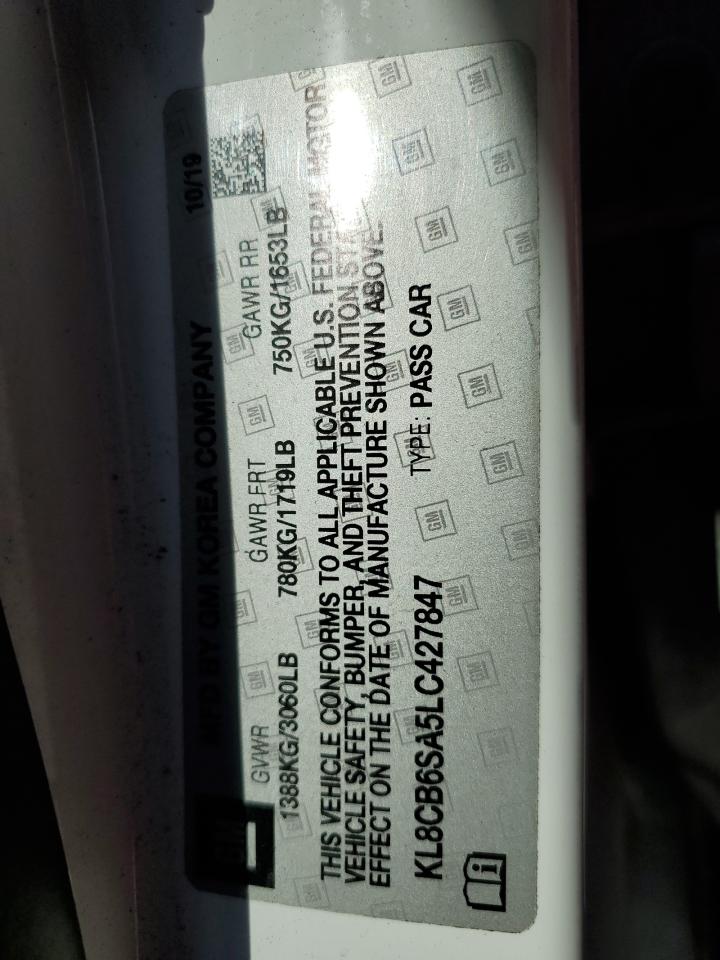 GM
MFD BY GM KOREA COMPANY 10/19
GVWR GAWR FRT GAWR RR
1388KG/3060LB 780KG/1719LB 750KG/1653LB
THIS VEHICLE CONFORMS TO ALL APPLICABLE U.S. FEDERAL MOTOR
VEHICLE SAFETY, BUMPER, AND THEFT PREVENTION
EFFECT ON THE DATE OF MANUFACTURE SHOWN ABOVE.
KL8CB6SA5LC427847 TYPE: PASS CAR